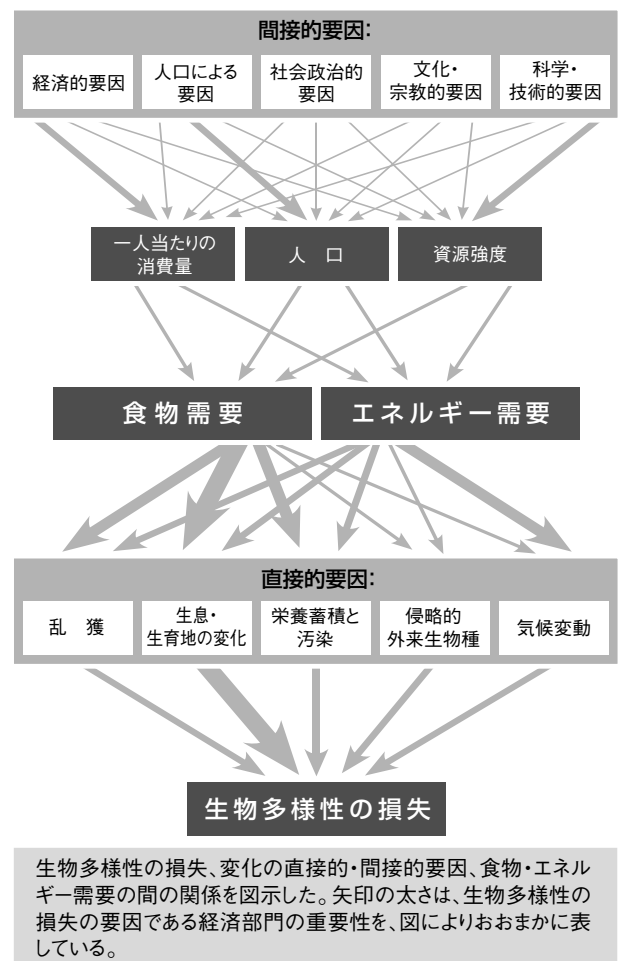 間接的要因:
経済的要因
人口による
要因
社会政治的
要因
文化・
宗教的要因
科学・
技術的要因
一人当たりの
消費量
人 口
資源強度
食物需要
エネルギー需要
直接的要因:
乱 獲
生息・
生育地の変化
栄養蓄積と
汚染
侵略的
外来生物種
気候変動
生物多様性の損失
生物多様性の損失、変化の直接的・間接的要因、食物・エネル
ギー需要の間の関係を図示した。矢印の太さは、生物多様性の
損失の要因である経済部門の重要性を、図によりおおまかに表
している。